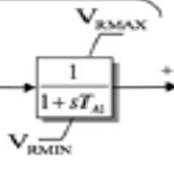 VRMAX
1
+
1+sTA1
VRMIN